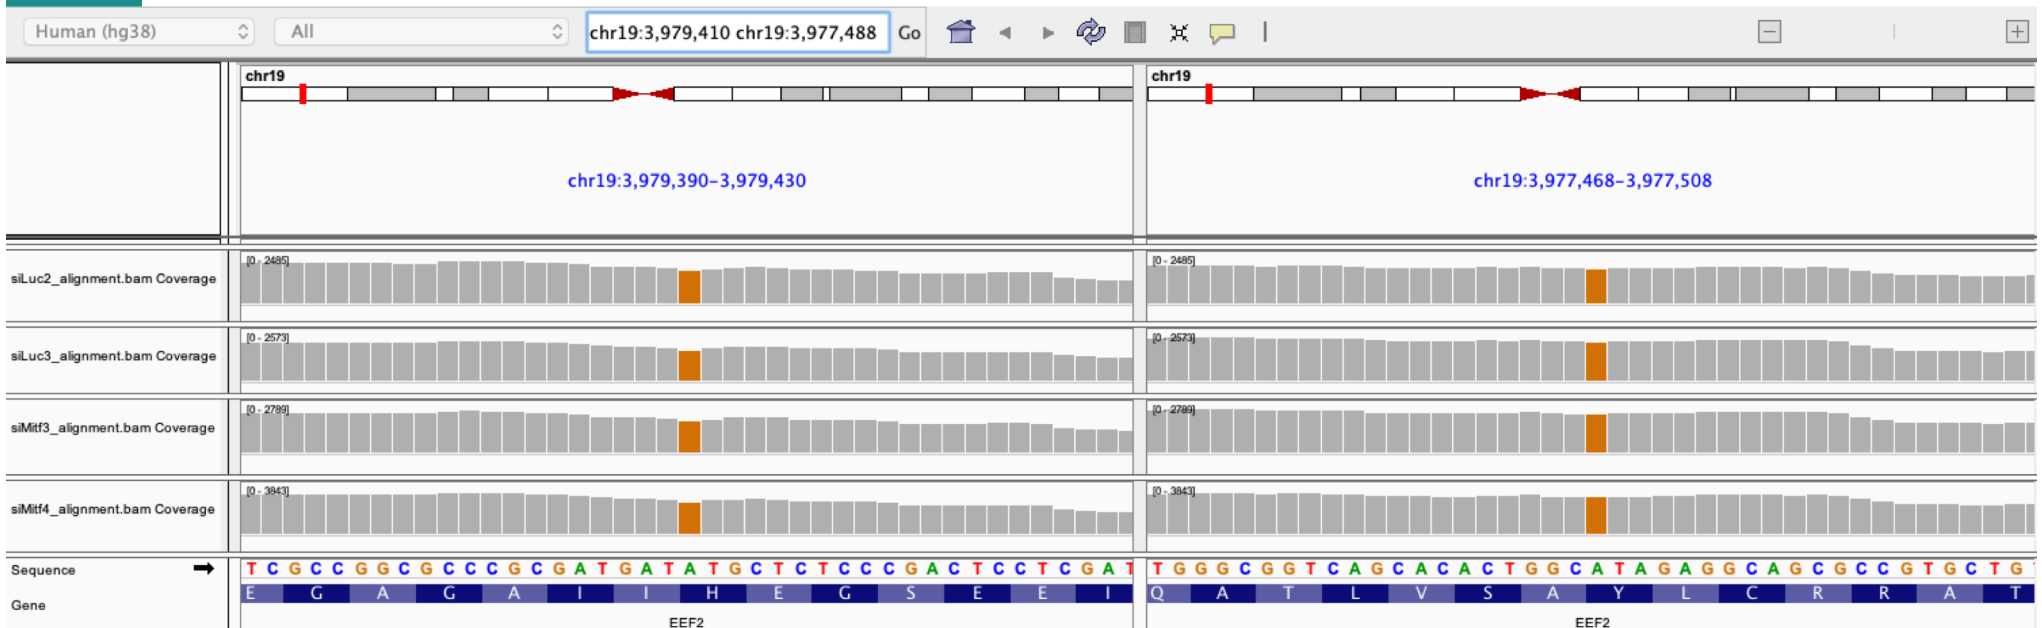 Human (hg38) All chr19:3,979,410 chr19:3,977,488 Go
chr19 chr19
chr19:3,979,390-3,979,430 chr19:3,977,468-3,977,508
siLuc2_alignment.bam Coverage [0 - 2485] [0 - 2485]
siLuc3_alignment.bam Coverage [0 - 2573] [0 - 2573]
siMitf3_alignment.bam Coverage [0 - 2789] [0 - 2789]
siMitf4_alignment.bam Coverage [0 - 3843] [0 - 3843]
Sequence T C G C C G G C G C C C G C G A T G A T A T G C T C T C C C G A C T C C T C G A T T G G G C G G T C A G C A C A C T G G C A T A G A G G C A G C G C C G T G C T G
Gene E G A G A I I H E G S E E I Q A T L V S A Y L C R R A T
EEF2 EEF2